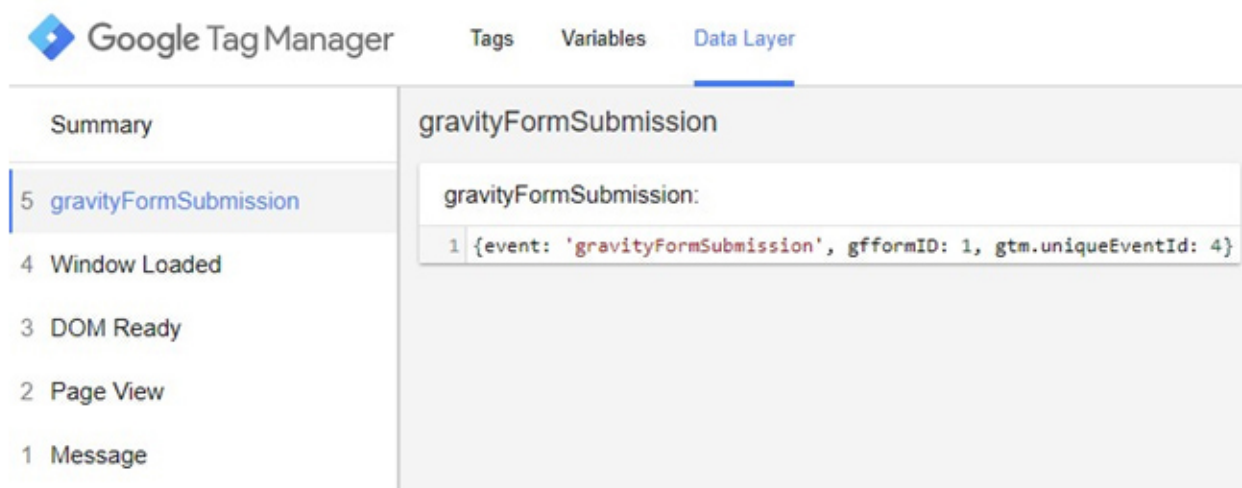 Google Tag Manager Tags Variables Data Layer
Summary
5 gravityFormSubmission
4 Window Loaded
3 DOM Ready
2 Page View
1 Message
gravityFormSubmission
gravityFormSubmission:
1 {event: 'gravityFormSubmission', gfformID: 1, gtm.uniqueEventId: 4}